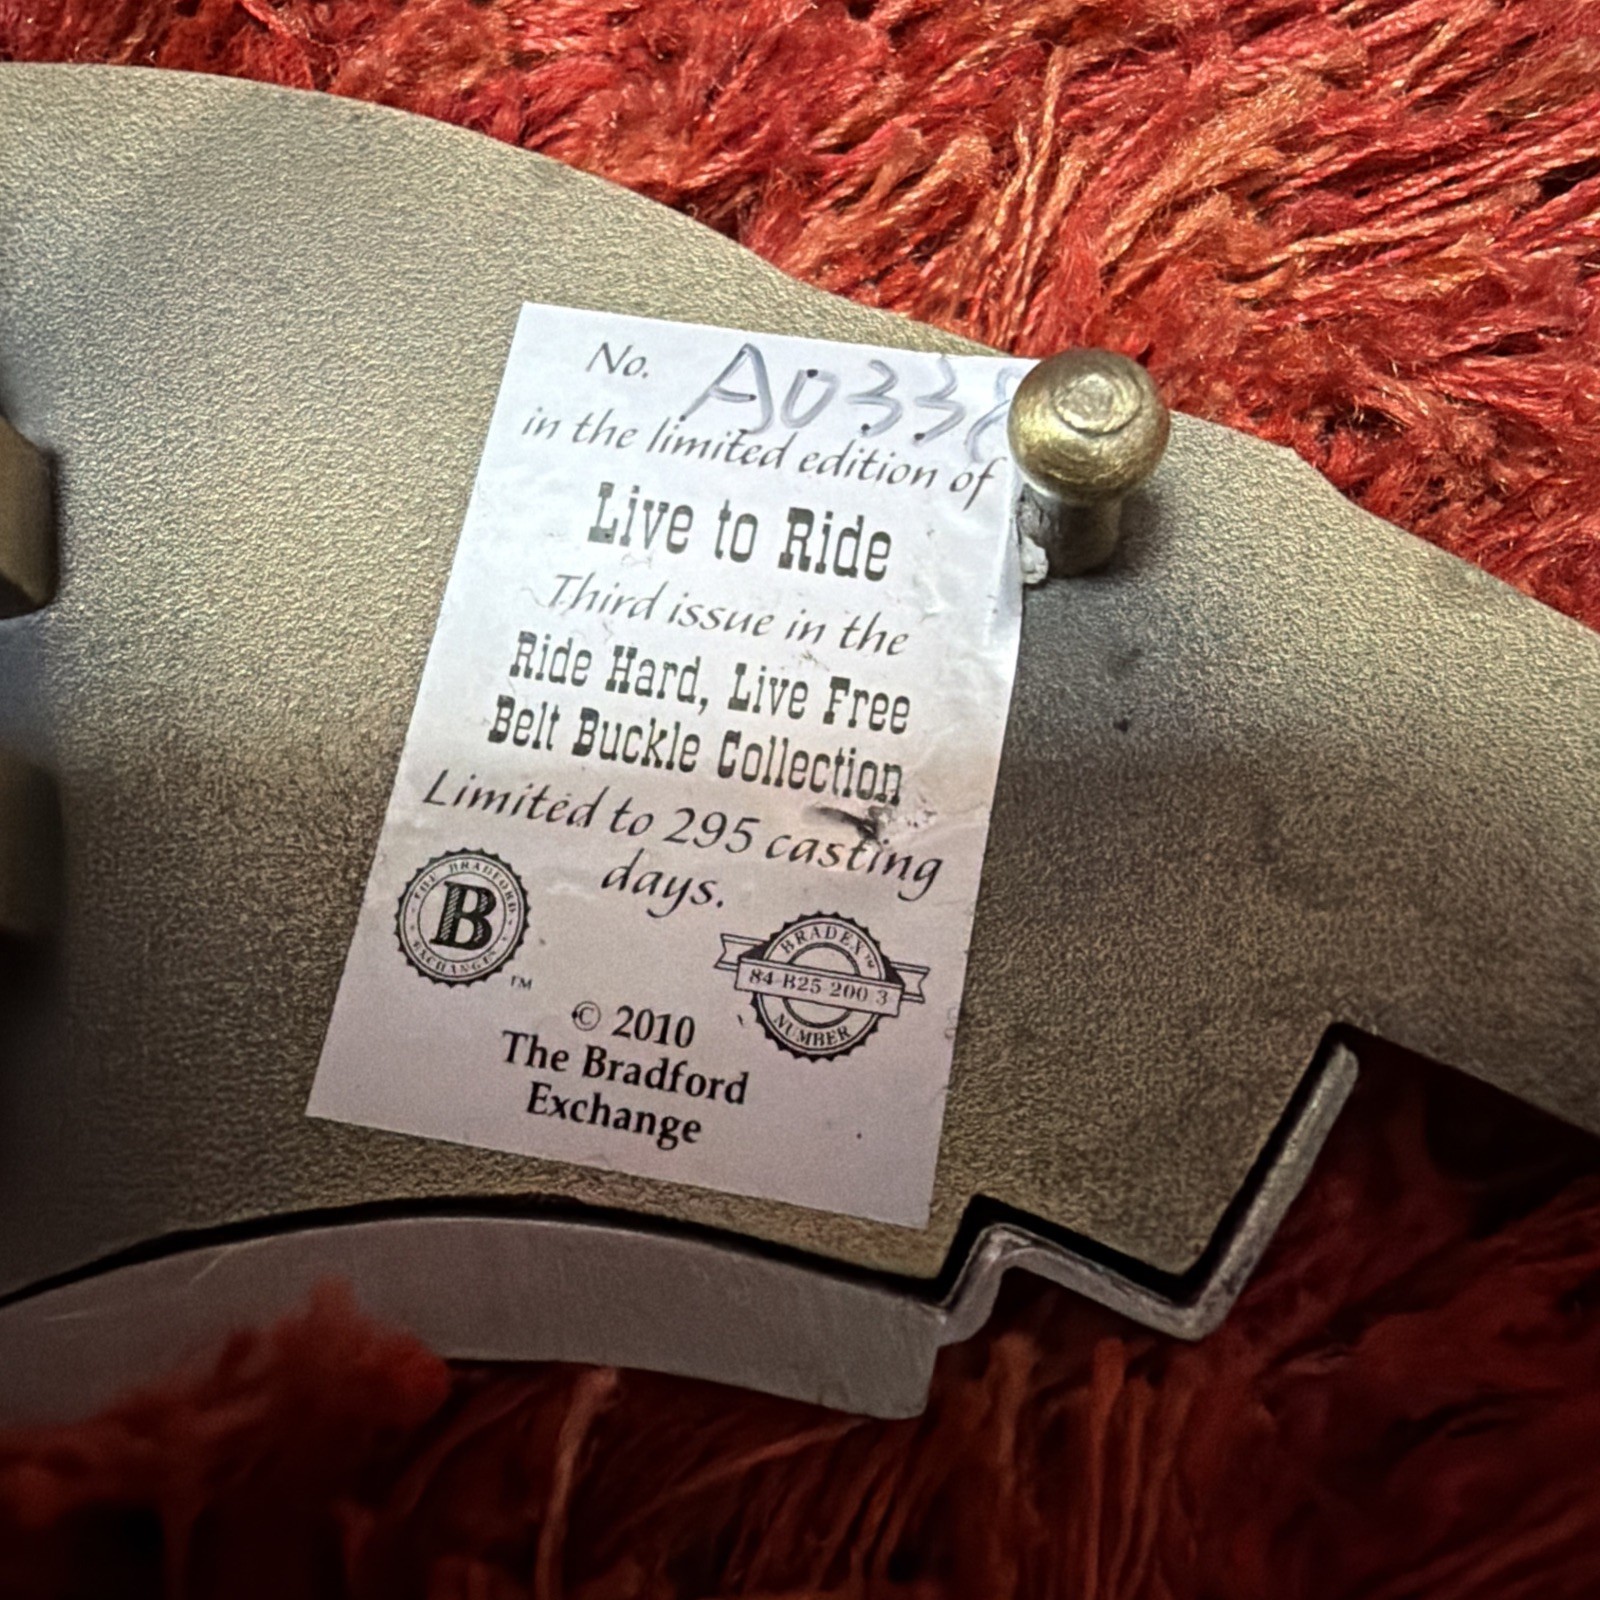 No. A033
in the limited edition of
Live to Ride
Third issue in the
Ride Hard, Live Free
Belt Buckle Collection
Limited to 295 casting
days.
THE BRADFORD EXCHANGE
B
TM
BRADEX™
84-B25-200.3
NUMBER
© 2010
The Bradford
Exchange